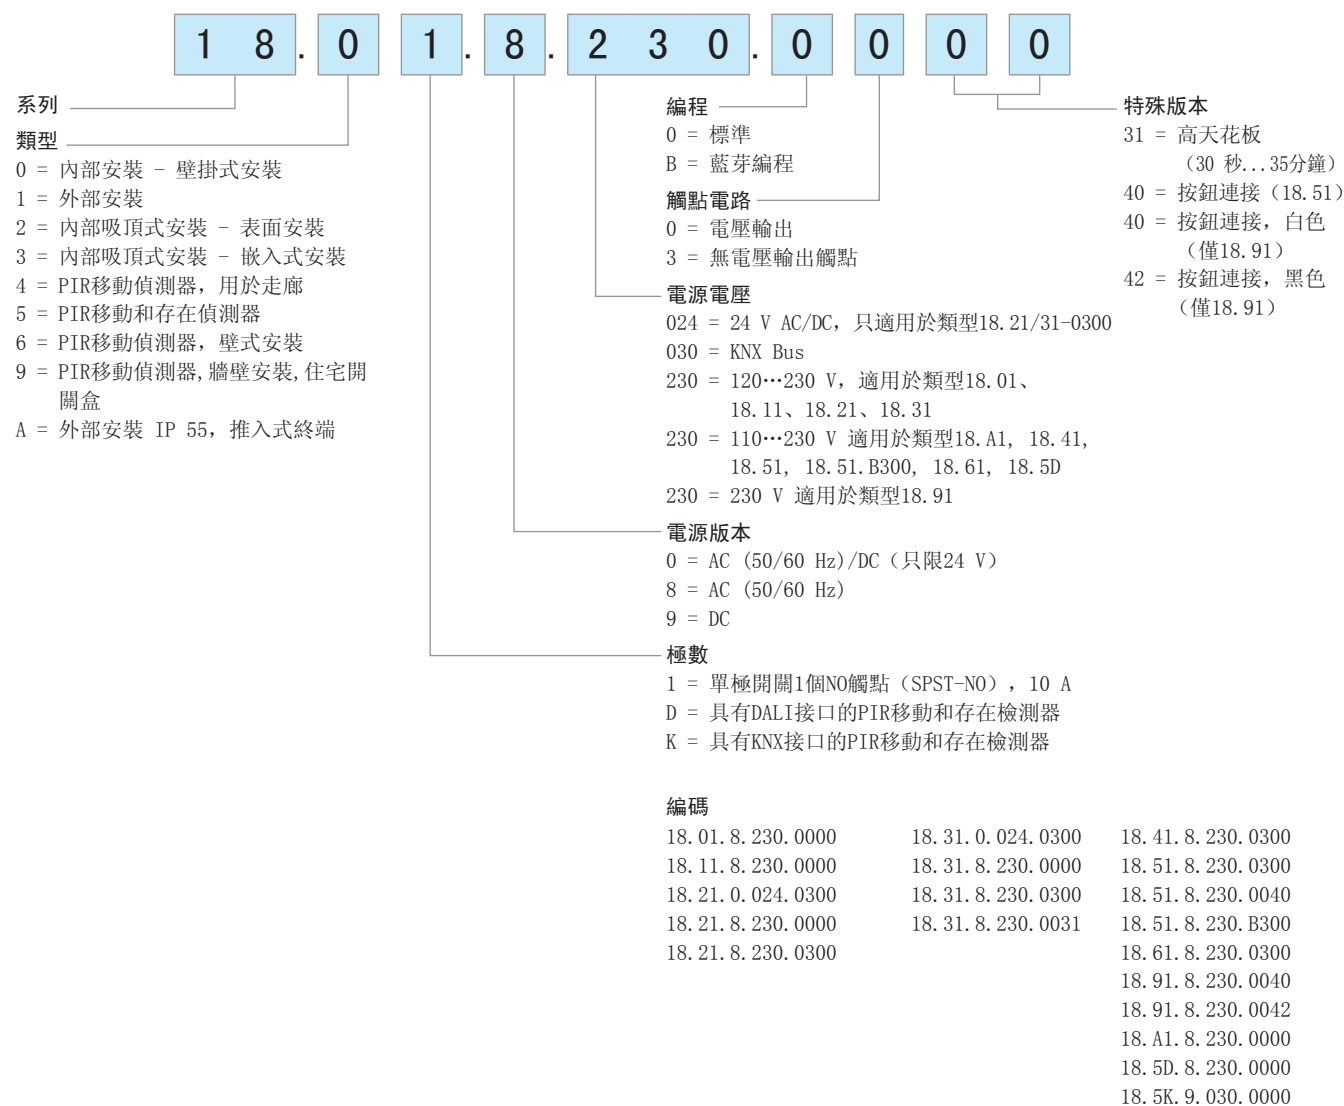 18.01.8.230.0000
系列
類型
0 = 內部安裝 - 壁掛式安裝
1 = 外部安裝
2 = 內部吸頂式安裝 - 表面安裝
3 = 內部吸頂式安裝 - 嵌入式安裝
4 = PIR移動偵測器，用於走廊
5 = PIR移動和存在偵測器
6 = PIR移動偵測器，壁式安裝
9 = PIR移動偵測器,牆壁安裝,住宅開
關盒
A = 外部安裝 IP 55，推入式終端
編程
0 = 標準
B = 藍芽編程
觸點電路
0 = 電壓輸出
3 = 無電壓輸出觸點
電源電壓
024 = 24 V AC/DC，只適用於類型18.21/31-0300
030 = KNX Bus
230 = 120…230 V，適用於類型18.01、
18.11、18.21、18.31
230 = 110…230 V 適用於類型18.A1, 18.41,
18.51, 18.51.B300, 18.61, 18.5D
230 = 230 V 適用於類型18.91
電源版本
0 = AC (50/60 Hz)/DC（只限24 V）
8 = AC (50/60 Hz)
9 = DC
極數
1 = 單極開關1個NO觸點（SPST-NO），10 A
D = 具有DALI接口的PIR移動和存在檢測器
K = 具有KNX接口的PIR移動和存在檢測器
特殊版本
31 = 高天花板
（30 秒...35分鐘）
40 = 按鈕連接（18.51）
40 = 按鈕連接，白色
（僅18.91）
42 = 按鈕連接，黑色
（僅18.91）
編碼
18.01.8.230.0000
18.11.8.230.0000
18.21.0.024.0300
18.21.8.230.0000
18.21.8.230.0300
18.31.0.024.0300
18.31.8.230.0000
18.31.8.230.0300
18.31.8.230.0031
18.41.8.230.0300
18.51.8.230.0300
18.51.8.230.0040
18.51.8.230.B300
18.61.8.230.0300
18.91.8.230.0040
18.91.8.230.0042
18.A1.8.230.0000
18.5D.8.230.0000
18.5K.9.030.0000